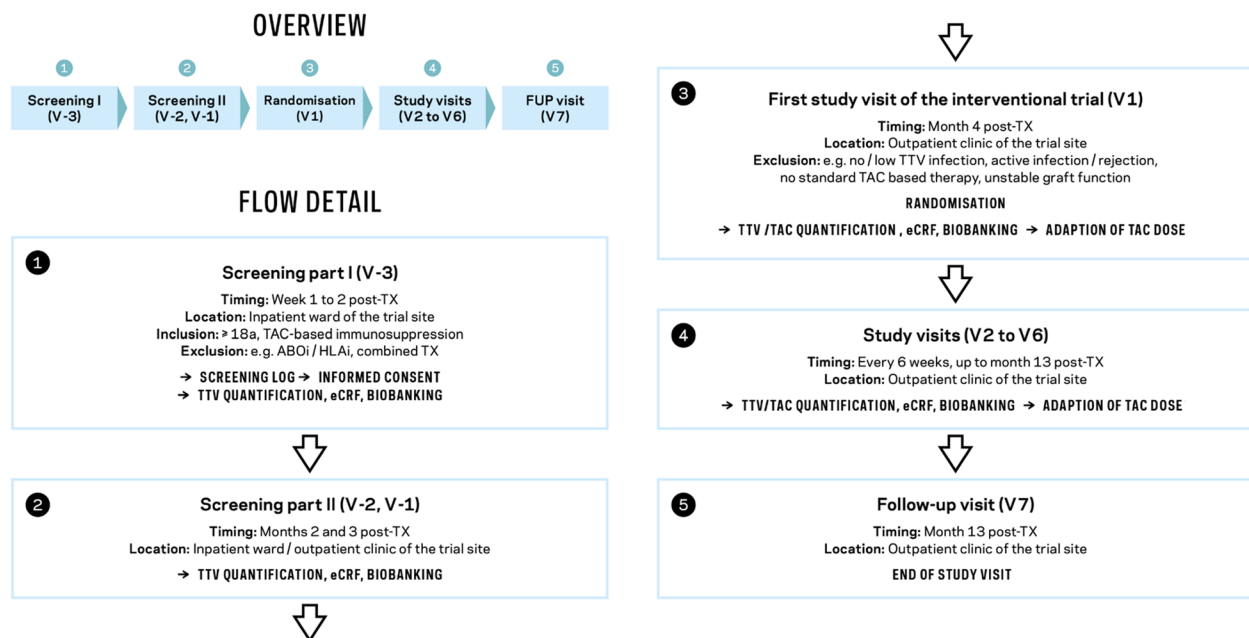 OVERVIEW
1
Screening I
(V-3)
2
Screening II
(V-2, V-1)
3
Randomisation
(V1)
4
Study visits
(V2 to V6)
5
FUP visit
(V7)
FLOW DETAIL
1
Screening part I (V-3)
Timing: Week 1 to 2 post-TX
Location: Inpatient ward of the trial site
Inclusion: ≥ 18a, TAC-based immunosuppression
Exclusion: e.g. ABOi / HLAi, combined TX
→ SCREENING LOG → INFORMED CONSENT
→ TTV QUANTIFICATION, eCRF, BIOBANKING
2
Screening part II (V-2, V-1)
Timing: Months 2 and 3 post-TX
Location: Inpatient ward / outpatient clinic of the trial site
→ TTV QUANTIFICATION, eCRF, BIOBANKING
3
First study visit of the interventional trial (V1)
Timing: Month 4 post-TX
Location: Outpatient clinic of the trial site
Exclusion: e.g. no / low TTV infection, active infection / rejection,
no standard TAC based therapy, unstable graft function
RANDOMISATION
→ TTV /TAC QUANTIFICATION , eCRF, BIOBANKING → ADAPTION OF TAC DOSE
4
Study visits (V2 to V6)
Timing: Every 6 weeks, up to month 13 post-TX
Location: Outpatient clinic of the trial site
→ TTV/TAC QUANTIFICATION, eCRF, BIOBANKING → ADAPTION OF TAC DOSE
5
Follow-up visit (V7)
Timing: Month 13 post-TX
Location: Outpatient clinic of the trial site
END OF STUDY VISIT